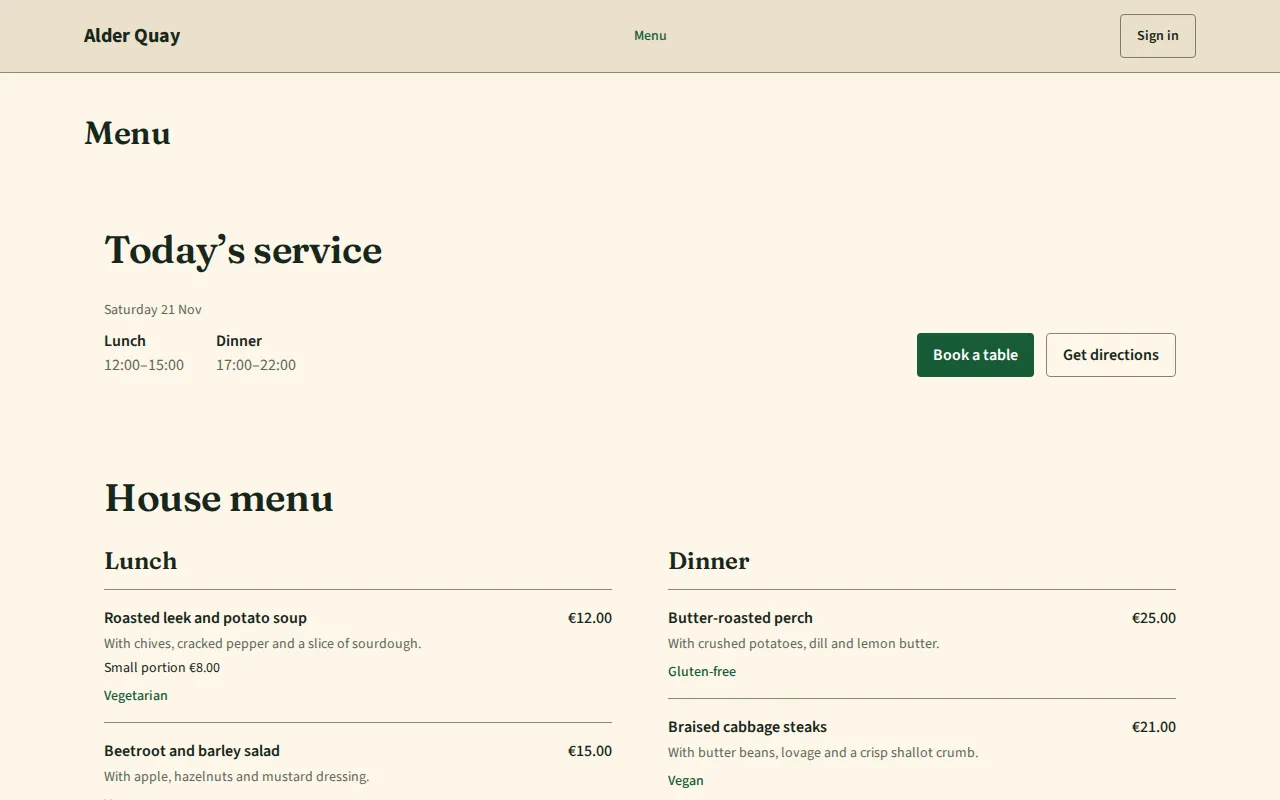 Alder Quay
Menu
Sign in
Menu
Today’s service
Saturday 21 Nov
Lunch
12:00–15:00
Dinner
17:00–22:00
Book a table
Get directions
House menu
Lunch
Roasted leek and potato soup €12.00
With chives, cracked pepper and a slice of sourdough.
Small portion €8.00
Vegetarian
Beetroot and barley salad €15.00
With apple, hazelnuts and mustard dressing.
Dinner
Butter-roasted perch €25.00
With crushed potatoes, dill and lemon butter.
Gluten-free
Braised cabbage steaks €21.00
With butter beans, lovage and a crisp shallot crumb.
Vegan